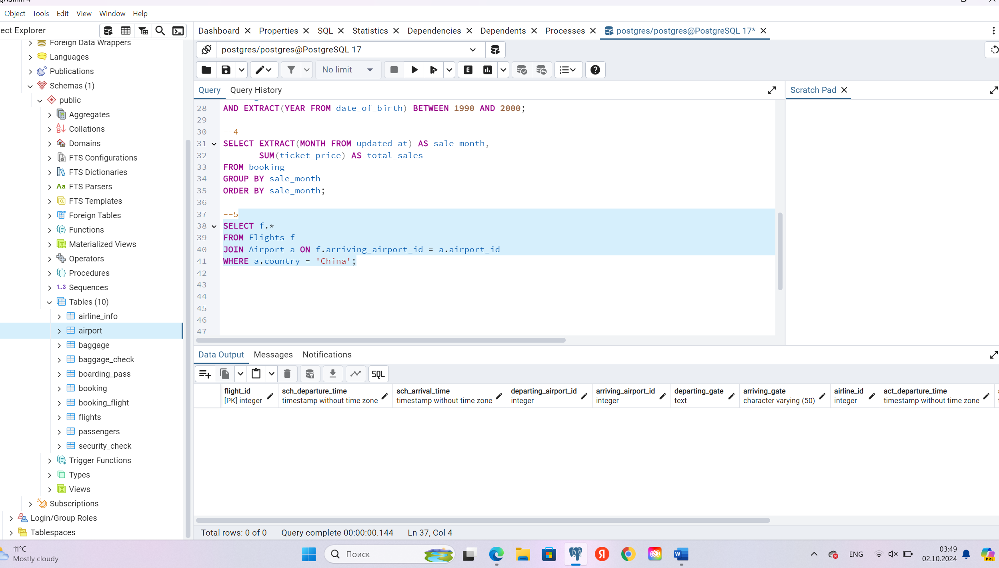 Object Tools Edit View Window Help
ect Explorer
Dashboard Properties SQL Statistics Dependencies Dependents Processes postgres/postgres@PostgreSQL 17*
Foreign Data Wrappers
Languages
Publications
Schemas (1)
public
Aggregates
Collations
Domains
FTS Configurations
FTS Dictionaries
Aa FTS Parsers
FTS Templates
Foreign Tables
Functions
Materialized Views
Operators
Procedures
1..3 Sequences
Tables (10)
airline_info
airport
baggage
baggage_check
boarding_pass
booking
booking_flight
flights
passengers
security_check
Trigger Functions
Types
Views
Subscriptions
Login/Group Roles
Tablespaces
postgres/postgres@PostgreSQL 17
No limit
E
Query Query History
Scratch Pad
28 AND EXTRACT(YEAR FROM date_of_birth) BETWEEN 1990 AND 2000;
29
30 --4
31 SELECT EXTRACT(MONTH FROM updated_at) AS sale_month,
32 SUM(ticket_price) AS total_sales
33 FROM booking
34 GROUP BY sale_month
35 ORDER BY sale_month;
36
37 --5
38 SELECT f.*
39 FROM Flights f
40 JOIN Airport a ON f.arriving_airport_id = a.airport_id
41 WHERE a.country = 'China';
42
43
44
45
46
47
Data Output Messages Notifications
SQL
flight_id sch_departure_time sch_arrival_time departing_airport_id arriving_airport_id departing_gate arriving_gate airline_id act_departure_time
[PK] integer timestamp without time zone timestamp without time zone integer integer text character varying (50) integer timestamp without time zone
Total rows: 0 of 0 Query complete 00:00:00.144 Ln 37, Col 4
11°C
Mostly cloudy
Поиск
ENG
03:49
02.10.2024
PRE